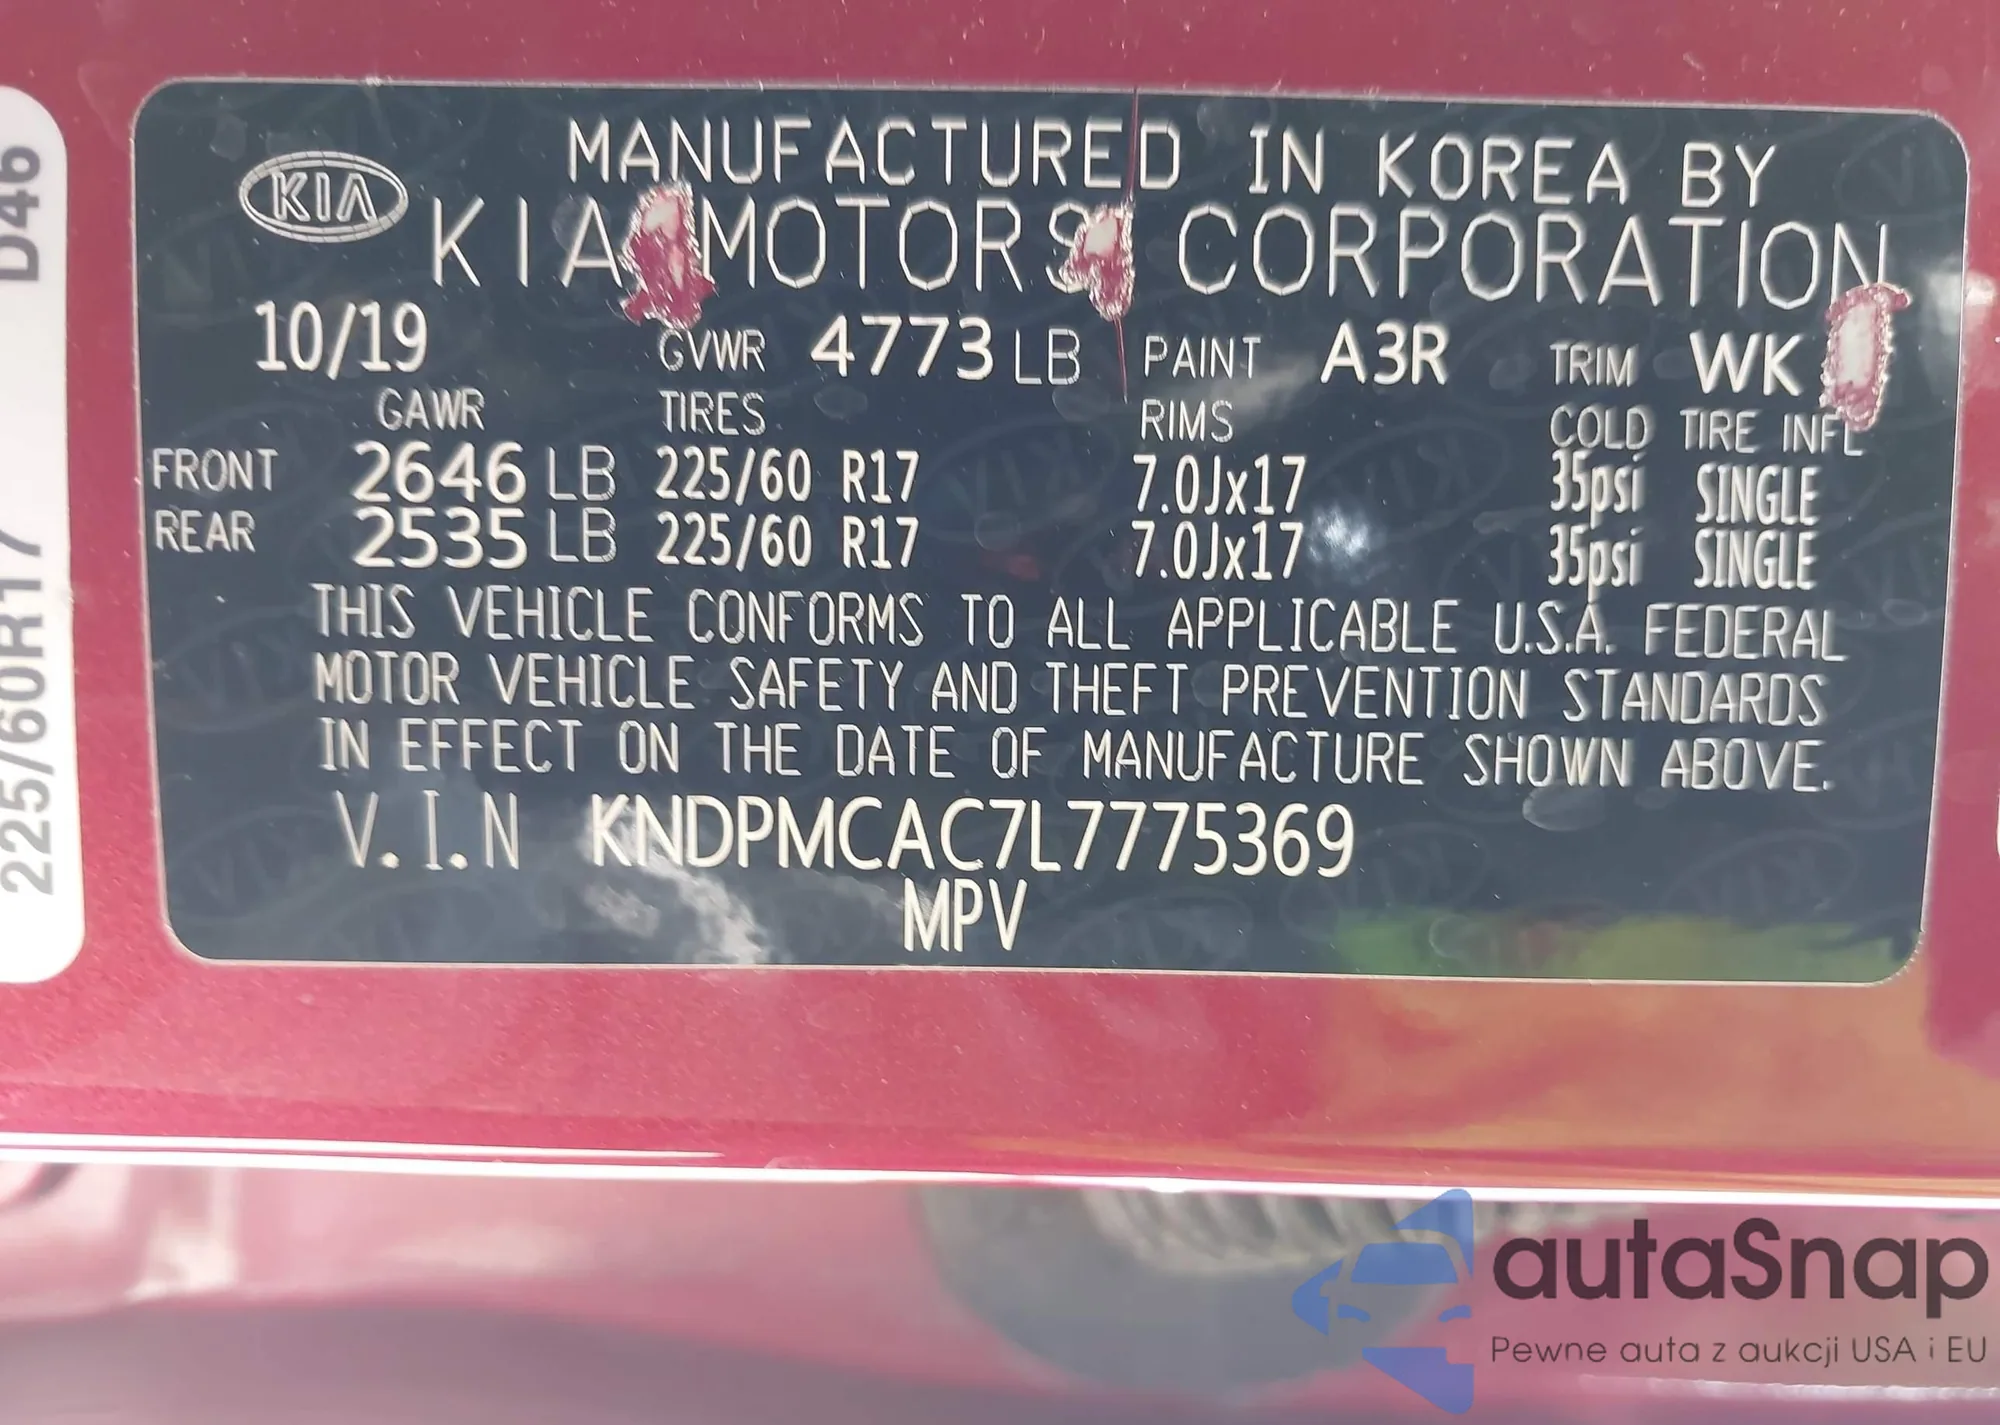 D46
225/60R17
KIA
MANUFACTURED IN KOREA BY
KIA MOTORS CORPORATION
10/19 GVWR 4773 LB PAINT A3R TRIM WK
GAWR TIRES RIMS COLD TIRE INFL
FRONT 2646 LB 225/60 R17 7.0Jx17 35psi SINGLE
REAR 2535 LB 225/60 R17 7.0Jx17 35psi SINGLE
THIS VEHICLE CONFORMS TO ALL APPLICABLE U.S.A. FEDERAL
MOTOR VEHICLE SAFETY AND THEFT PREVENTION STANDARDS
IN EFFECT ON THE DATE OF MANUFACTURE SHOWN ABOVE.
V.I.N KNDPMCAC7L7775369
MPV
autaSnap
Pewne auta z aukcji USA i EU